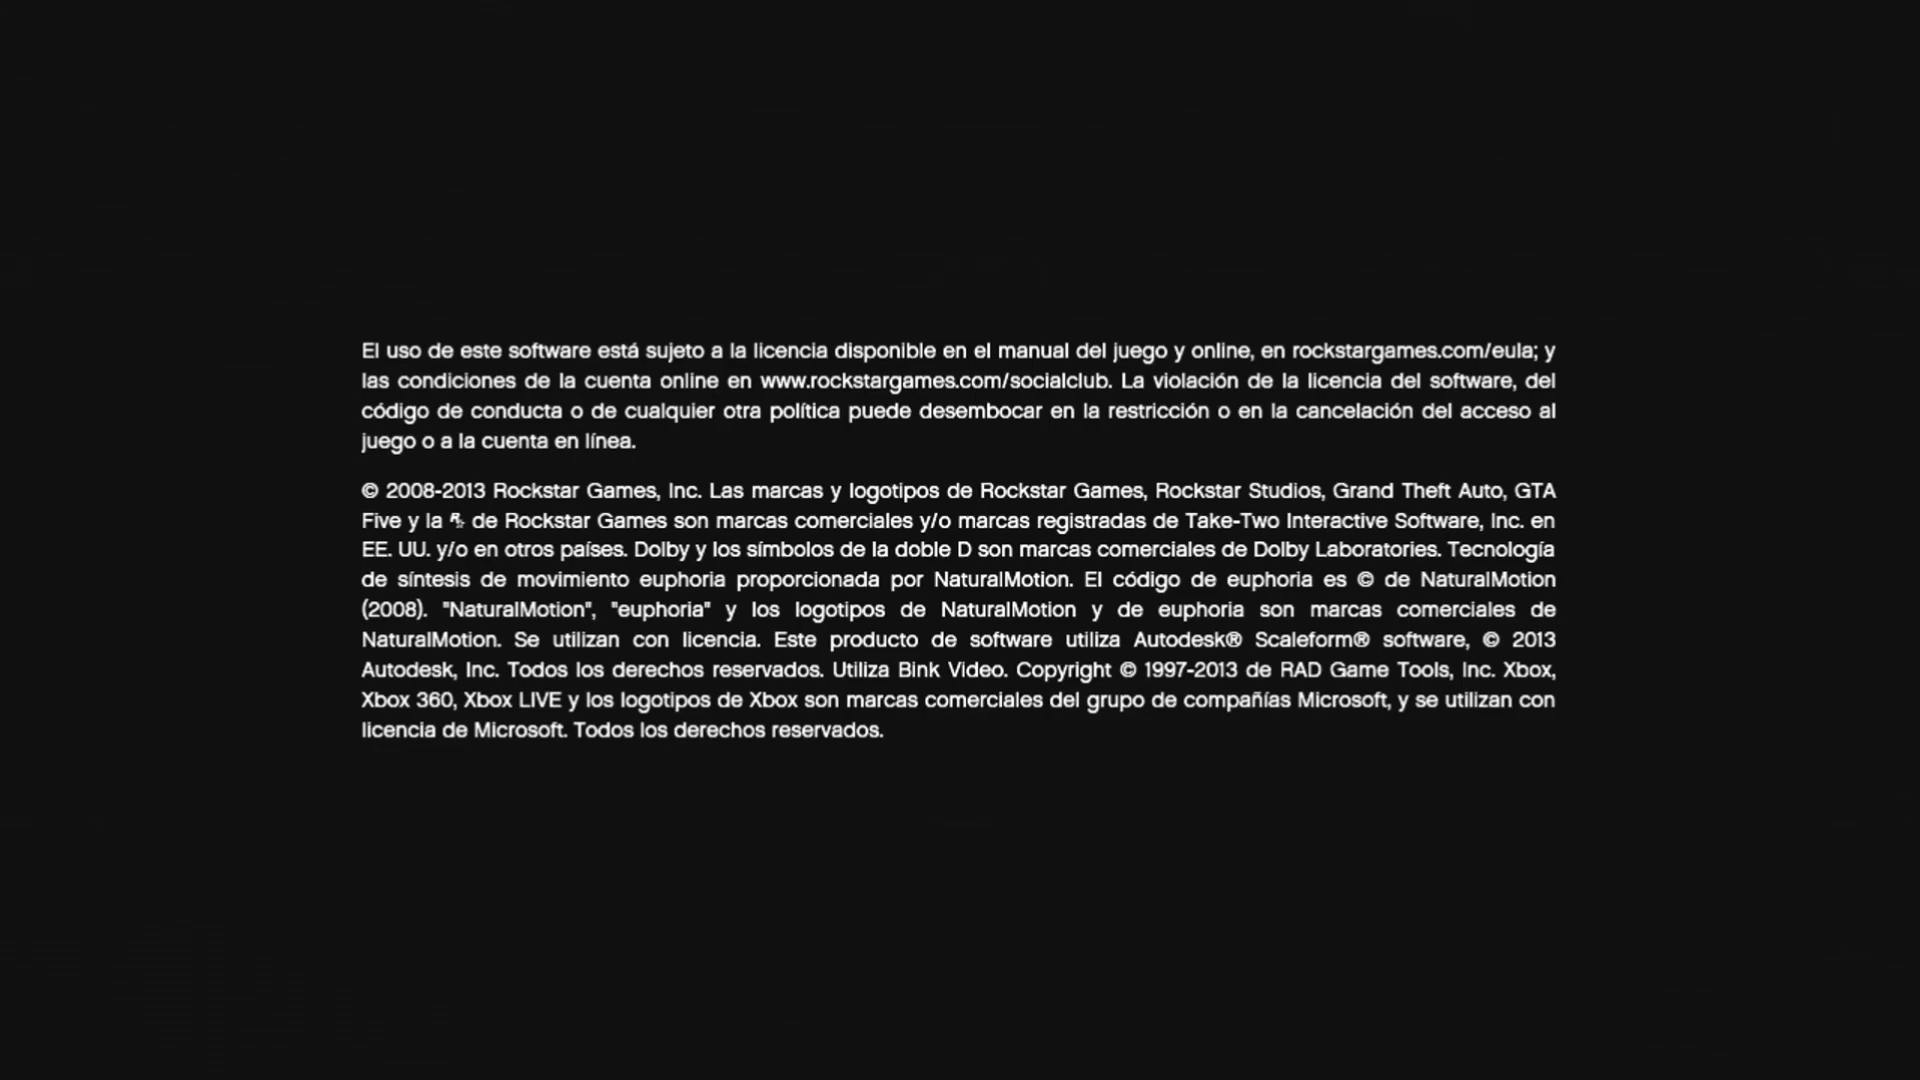 El uso de este software está sujeto a la licencia disponible en el manual del juego y online, en rockstargames.com/eula; y
las condiciones de la cuenta online en www.rockstargames.com/socialclub. La violación de la licencia del software, del
código de conducta o de cualquier otra política puede desembocar en la restricción o en la cancelación del acceso al
juego o a la cuenta en línea.
© 2008-2013 Rockstar Games, Inc. Las marcas y logotipos de Rockstar Games, Rockstar Studios, Grand Theft Auto, GTA
Five y la R* de Rockstar Games son marcas comerciales y/o marcas registradas de Take-Two Interactive Software, Inc. en
EE. UU. y/o en otros países. Dolby y los símbolos de la doble D son marcas comerciales de Dolby Laboratories. Tecnología
de síntesis de movimiento euphoria proporcionada por NaturalMotion. El código de euphoria es © de NaturalMotion
(2008). "NaturalMotion", "euphoria" y los logotipos de NaturalMotion y de euphoria son marcas comerciales de
NaturalMotion. Se utilizan con licencia. Este producto de software utiliza Autodesk® Scaleform® software, © 2013
Autodesk, Inc. Todos los derechos reservados. Utiliza Bink Video. Copyright © 1997-2013 de RAD Game Tools, Inc. Xbox,
Xbox 360, Xbox LIVE y los logotipos de Xbox son marcas comerciales del grupo de compañías Microsoft, y se utilizan con
licencia de Microsoft. Todos los derechos reservados.